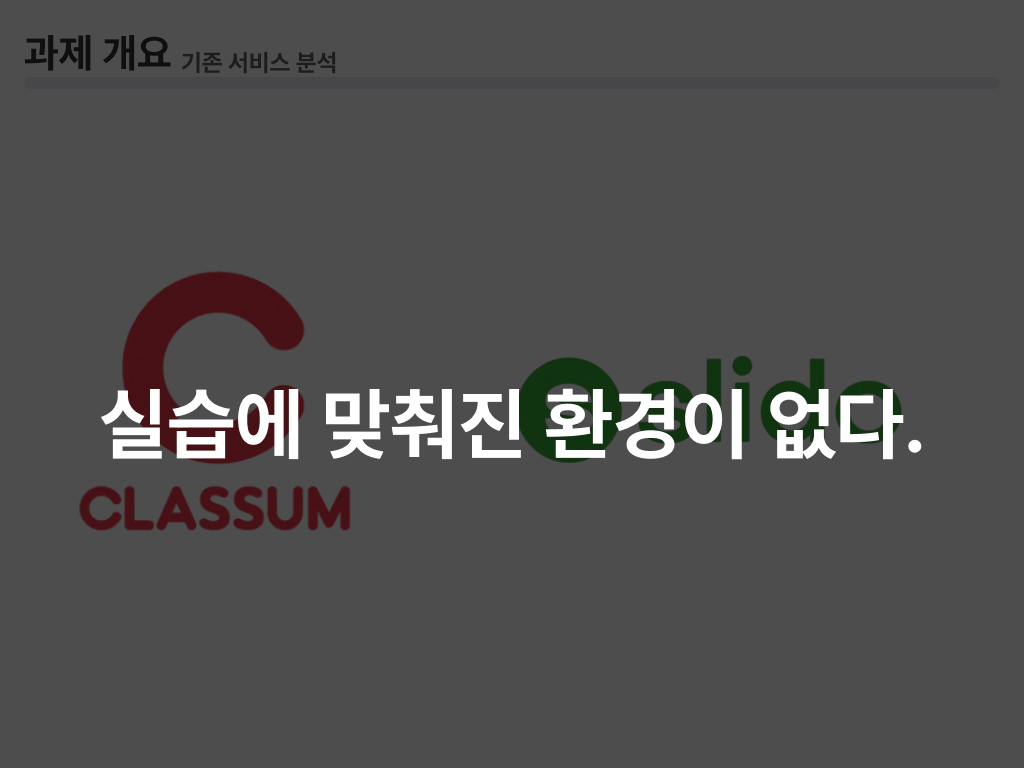 과제 개요 기존 서비스 분석
실습에 맞춰진 환경이 없다.
slido
CLASSUM